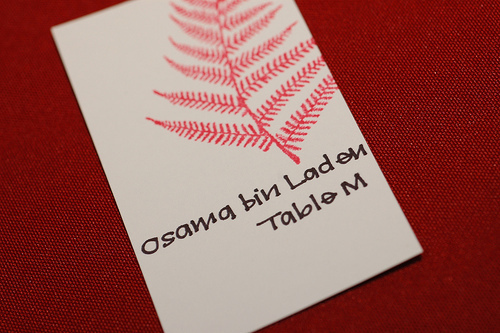 Osama bin Laden
Table M